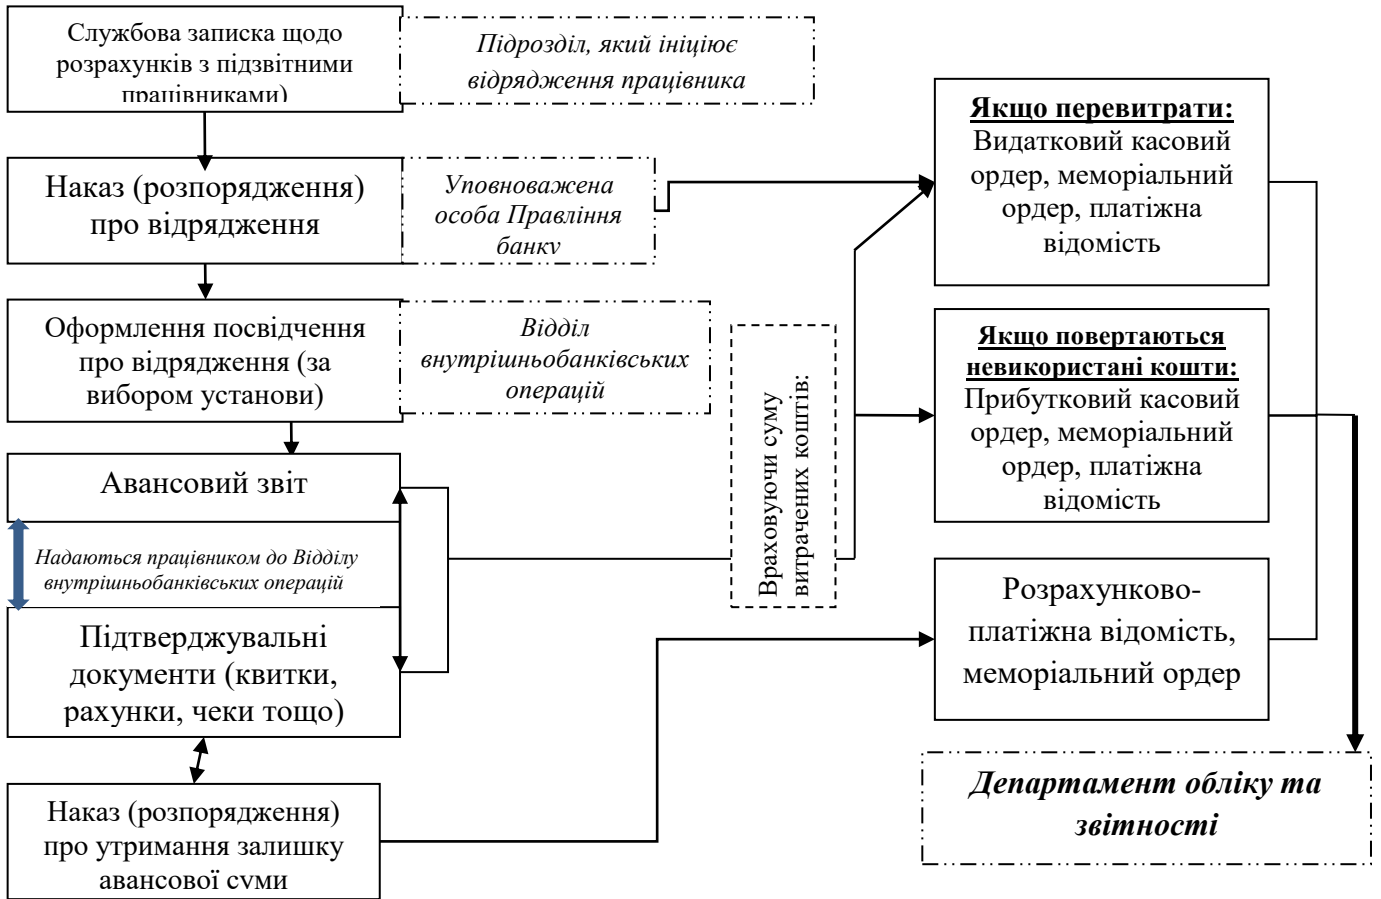 Службова записка щодо
розрахунків з підзвітними
працівниками)
Підрозділ, який ініціює
відрядження працівника
Наказ (розпорядження)
про відрядження
Уповноважена
особа Правління
банку
Оформлення посвідчення
про відрядження (за
вибором установи)
Відділ
внутрішньобанківських
операцій
Авансовий звіт
Надаються працівником до Відділу
внутрішньобанківських операцій
Підтверджувальні
документи (квитки,
рахунки, чеки тощо)
Наказ (розпорядження)
про утримання залишку
авансової суми
Враховуючи суму
витрачених коштів:
Якщо перевитрати:
Видатковий касовий
ордер, меморіальний
ордер, платіжна
відомість
Якщо повертаються
невикористані кошти:
Прибутковий касовий
ордер, меморіальний
ордер, платіжна
відомість
Розрахунково-
платіжна відомість,
меморіальний ордер
Департамент обліку та
звітності